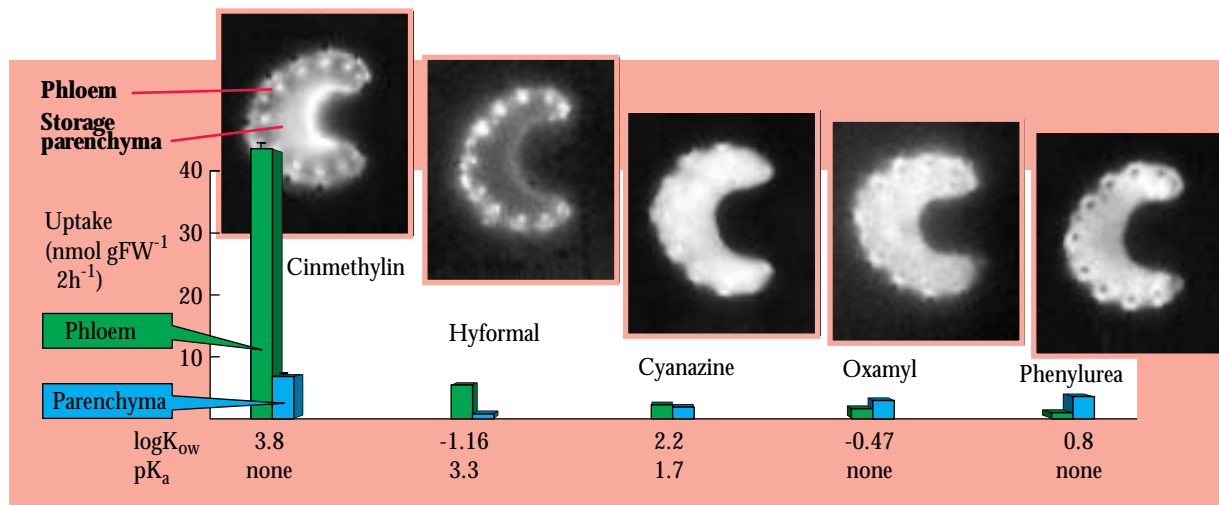 Phloem
Storage
parenchyma
40
Uptake
30
(nmol gFW⁻¹
2h⁻¹)
Cinmethylin
20
Phloem
Hyformal
10
Cyanazine
Oxamyl
Phenylurea
Parenchyma
logKow 3.8 -1.16 2.2 -0.47 0.8
pKa none 3.3 1.7 none none